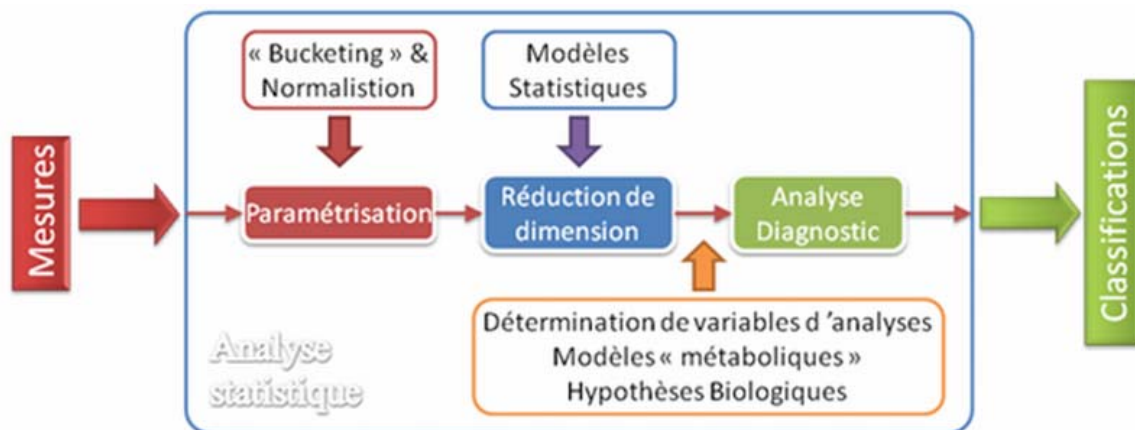 Mesures
« Bucketing » &
Normalistion
Modèles
Statistiques
Paramétrisation
Réduction de
dimension
Analyse
Diagnostic
Détermination de variables d ’analyses
Modèles « métaboliques »
Hypothèses Biologiques
Analyse
statistique
Classifications